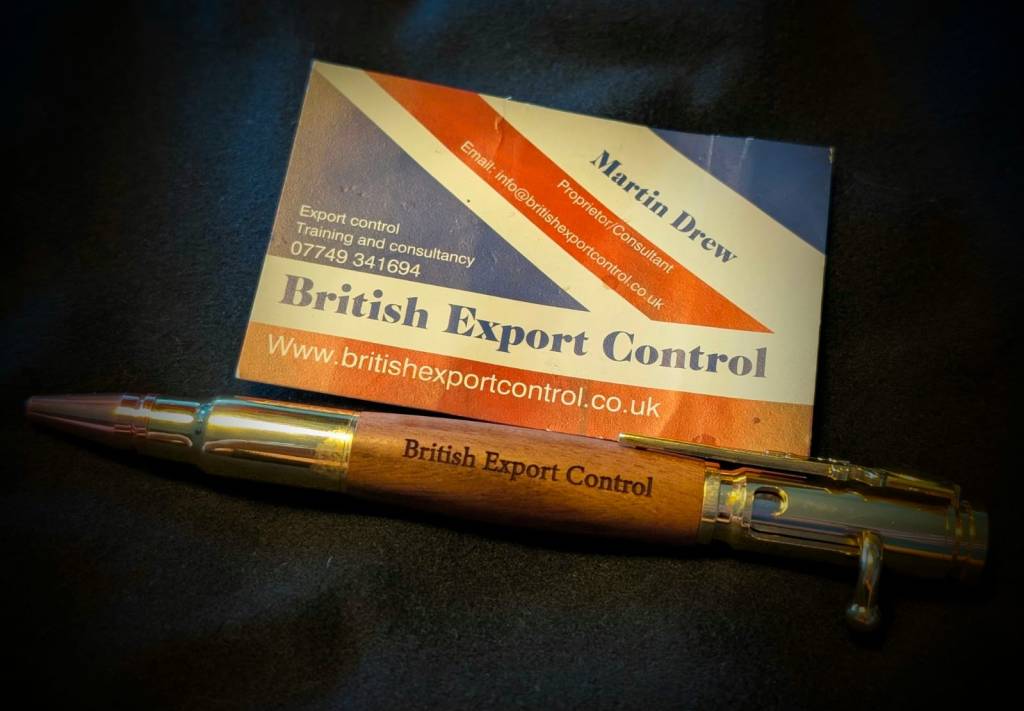 Martin Drew
Proprietor/Consultant
Email: info@britishexportcontrol.co.uk
Export control
Training and consultancy
07749 341694
British Export Control
Www.britishexportcontrol.co.uk
British Export Control